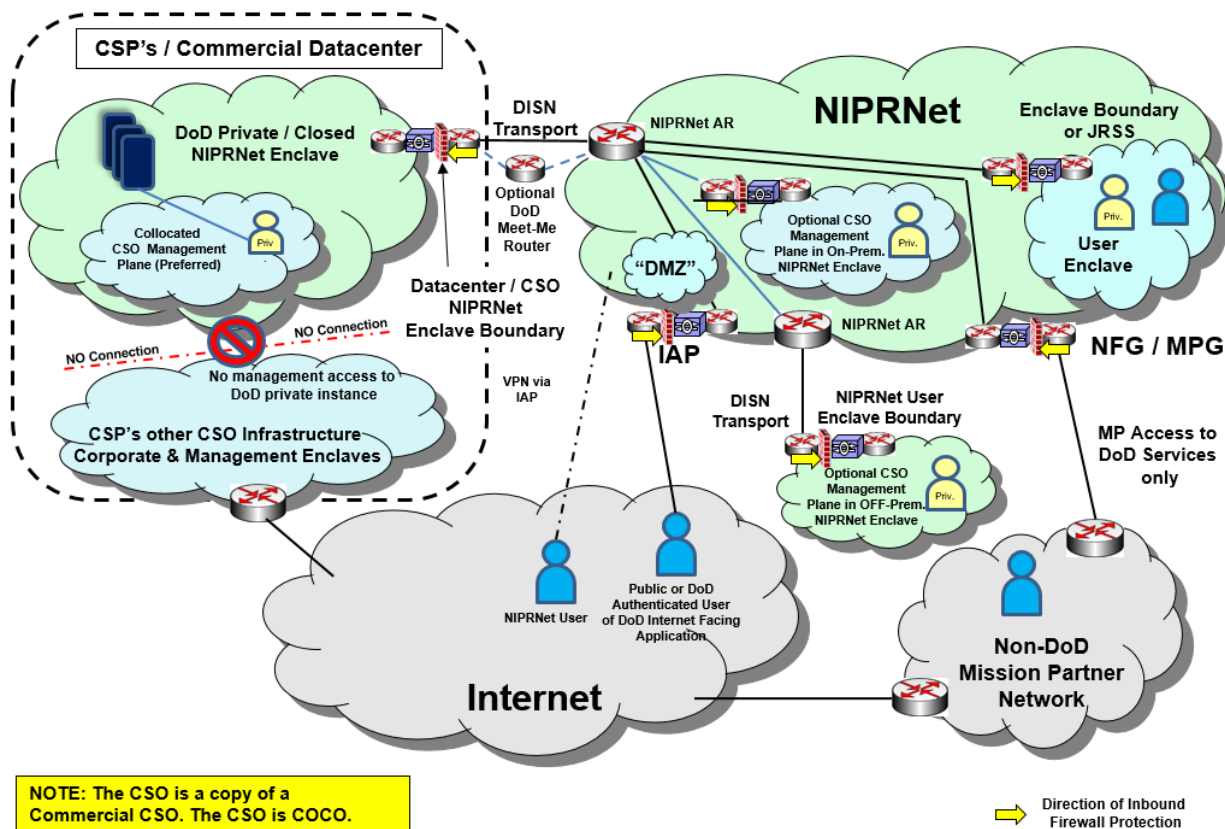 CSP's / Commercial Datacenter
DoD Private / Closed
NIPRNet Enclave
Collocated
CSO Management
Plane (Preferred)
Priv
DISN
Transport
Optional
DoD
Meet-Me
Router
Datacenter / CSO
NIPRNet
Enclave Boundary
NO Connection
NO Connection
No management access to
DoD private instance
CSP's other CSO Infrastructure
Corporate & Management Enclaves
NIPRNet
NIPRNet AR
Enclave Boundary
or JRSS
Priv.
User
Enclave
Optional CSO
Management
Plane in On-Prem.
NIPRNet Enclave
Priv.
"DMZ"
IAP
NIPRNet AR
NFG / MPG
VPN via
IAP
DISN
Transport
NIPRNet User
Enclave Boundary
Optional CSO
Management
Plane in OFF-Prem.
NIPRNet Enclave
Priv.
MP Access to
DoD Services
only
NIPRNet User
Public or DoD
Authenticated User
of DoD Internet Facing
Application
Internet
Non-DoD
Mission Partner
Network
NOTE: The CSO is a copy of a
Commercial CSO. The CSO is COCO.
Direction of Inbound
Firewall Protection